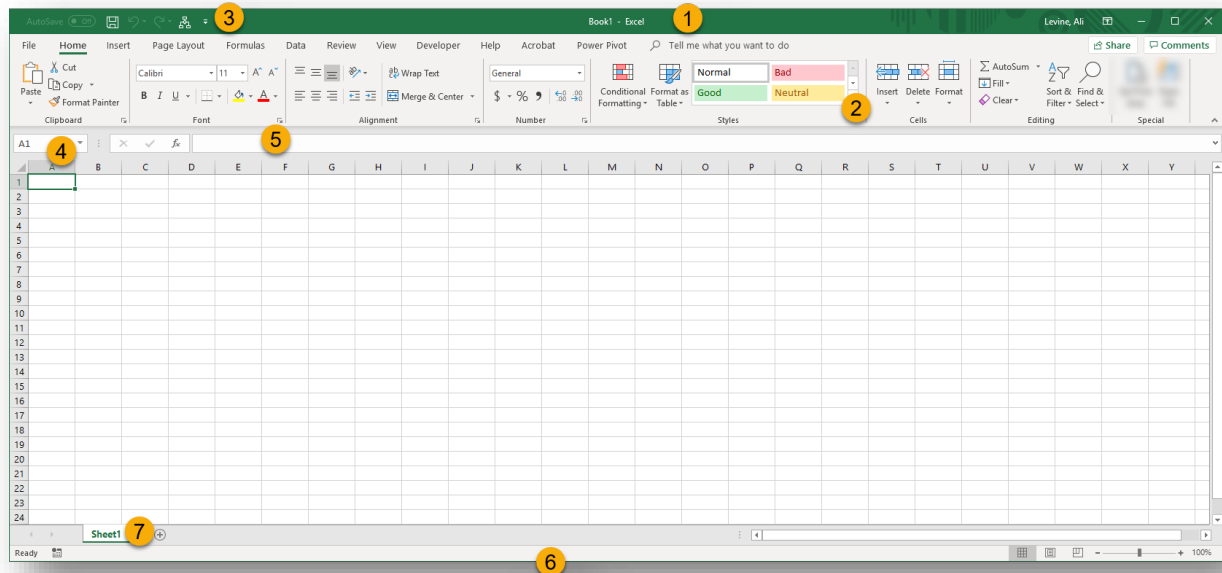 AutoSave Off 3 Book1 - Excel 1 Levine, Ali
File Home Insert Page Layout Formulas Data Review View Developer Help Acrobat Power Pivot Tell me what you want to do Share Comments
Paste
Cut
Copy
Format Painter
Clipboard
Calibri 11 A^ A˅
B I U A
Font
Wrap Text
Merge & Center
Alignment
General
$ % 9 .00 .00
Number
Conditional Formatting
Format as Table
Normal Bad
Good Neutral
2
Styles
Insert Delete Format
Cells
AutoSum
Fill
Clear
Sort & Filter
Find & Select
Editing
Special
A1 4 fx 5
A B C D E F G H I J K L M N O P Q R S T U V W X Y
1
2
3
4
5
6
7
8
9
10
11
12
13
14
15
16
17
18
19
20
21
22
23
24
Sheet1 7
Ready 6 100%